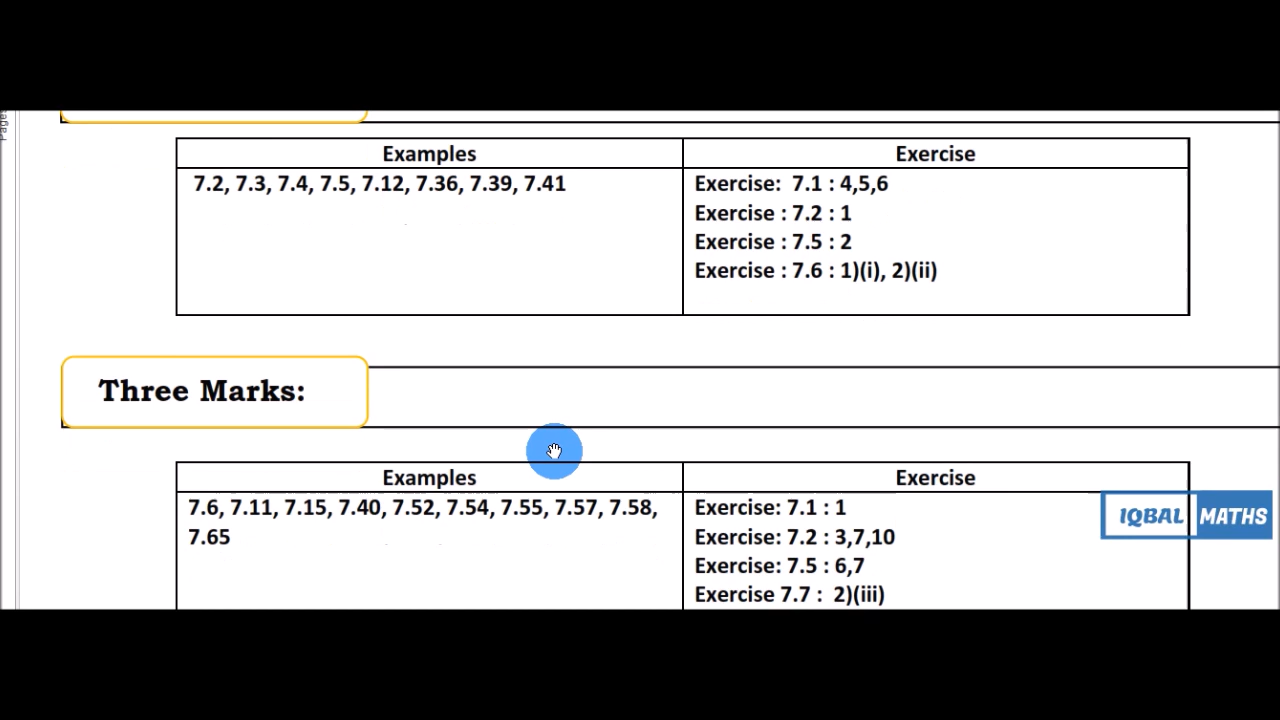 Pages
Examples
Exercise
7.2, 7.3, 7.4, 7.5, 7.12, 7.36, 7.39, 7.41
Exercise:  7.1 : 4,5,6
Exercise : 7.2 : 1
Exercise : 7.5 : 2
Exercise : 7.6 : 1)(i), 2)(ii)
Three Marks:
Examples
Exercise
7.6, 7.11, 7.15, 7.40, 7.52, 7.54, 7.55, 7.57, 7.58,
7.65
Exercise: 7.1 : 1
Exercise: 7.2 : 3,7,10
Exercise: 7.5 : 6,7
Exercise 7.7 :  2)(iii)
IQBAL MATHS